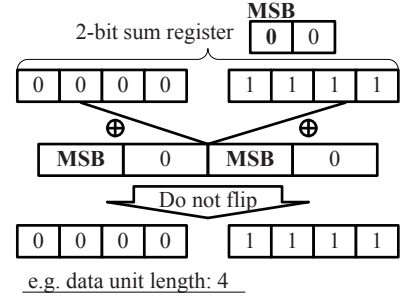 MSB
2-bit sum register 0 0
0 0 0 0 1 1 1 1
⊕ ⊕
MSB 0 MSB 0
Do not flip
0 0 0 0 1 1 1 1
e.g. data unit length: 4